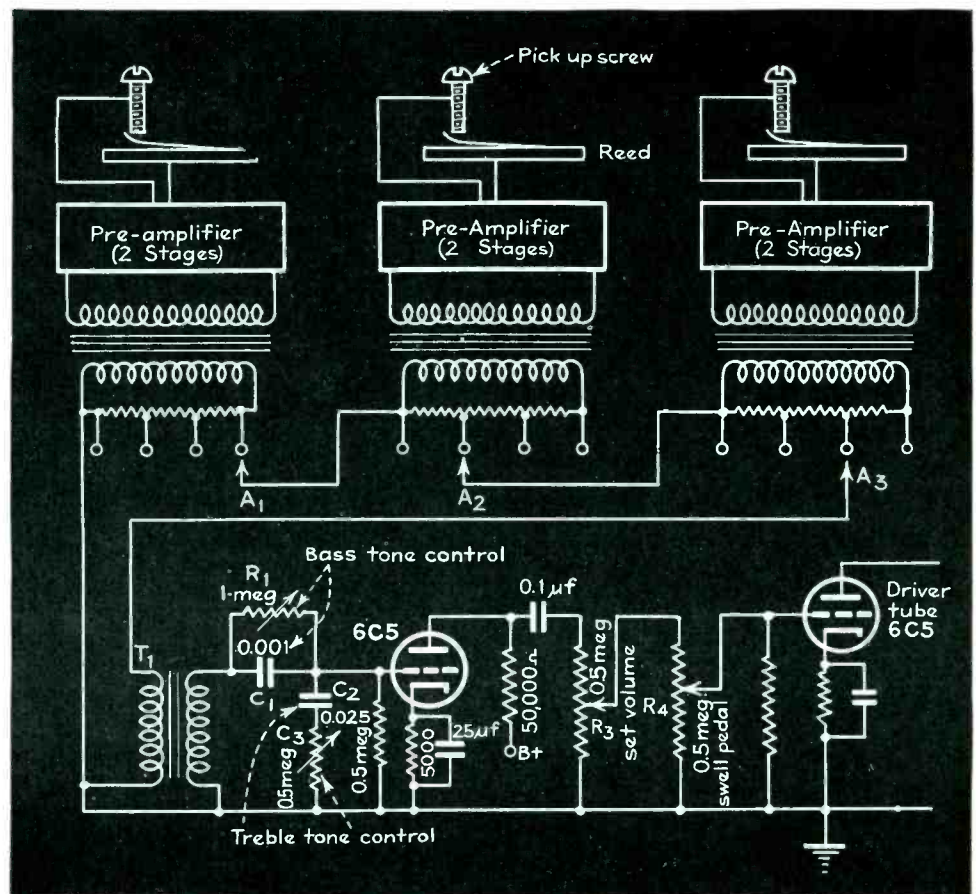 Pick up screw
Reed
Pre-amplifier
(2 Stages)
Pre-Amplifier
(2 Stages)
Pre-Amplifier
(2 Stages)
A1
A2
A3
Bass tone control
R1
1-meg
0.001
C1
T1
C2
0.025
C3
0.5meg
Treble tone control
0.5meg
6C5
5000
25µf
50,000Ω
B+
0.1µf
0.5meg
R3
set volume
R4
0.5meg
swell pedal
Driver
tube
6C5